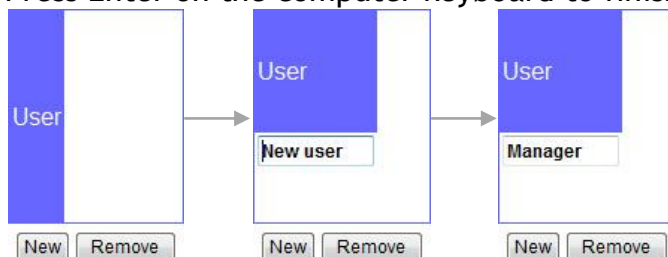 Press Enter on the computer keyboard to finish.
User
New Remove
User
New user
New Remove
User
Manager
New Remove